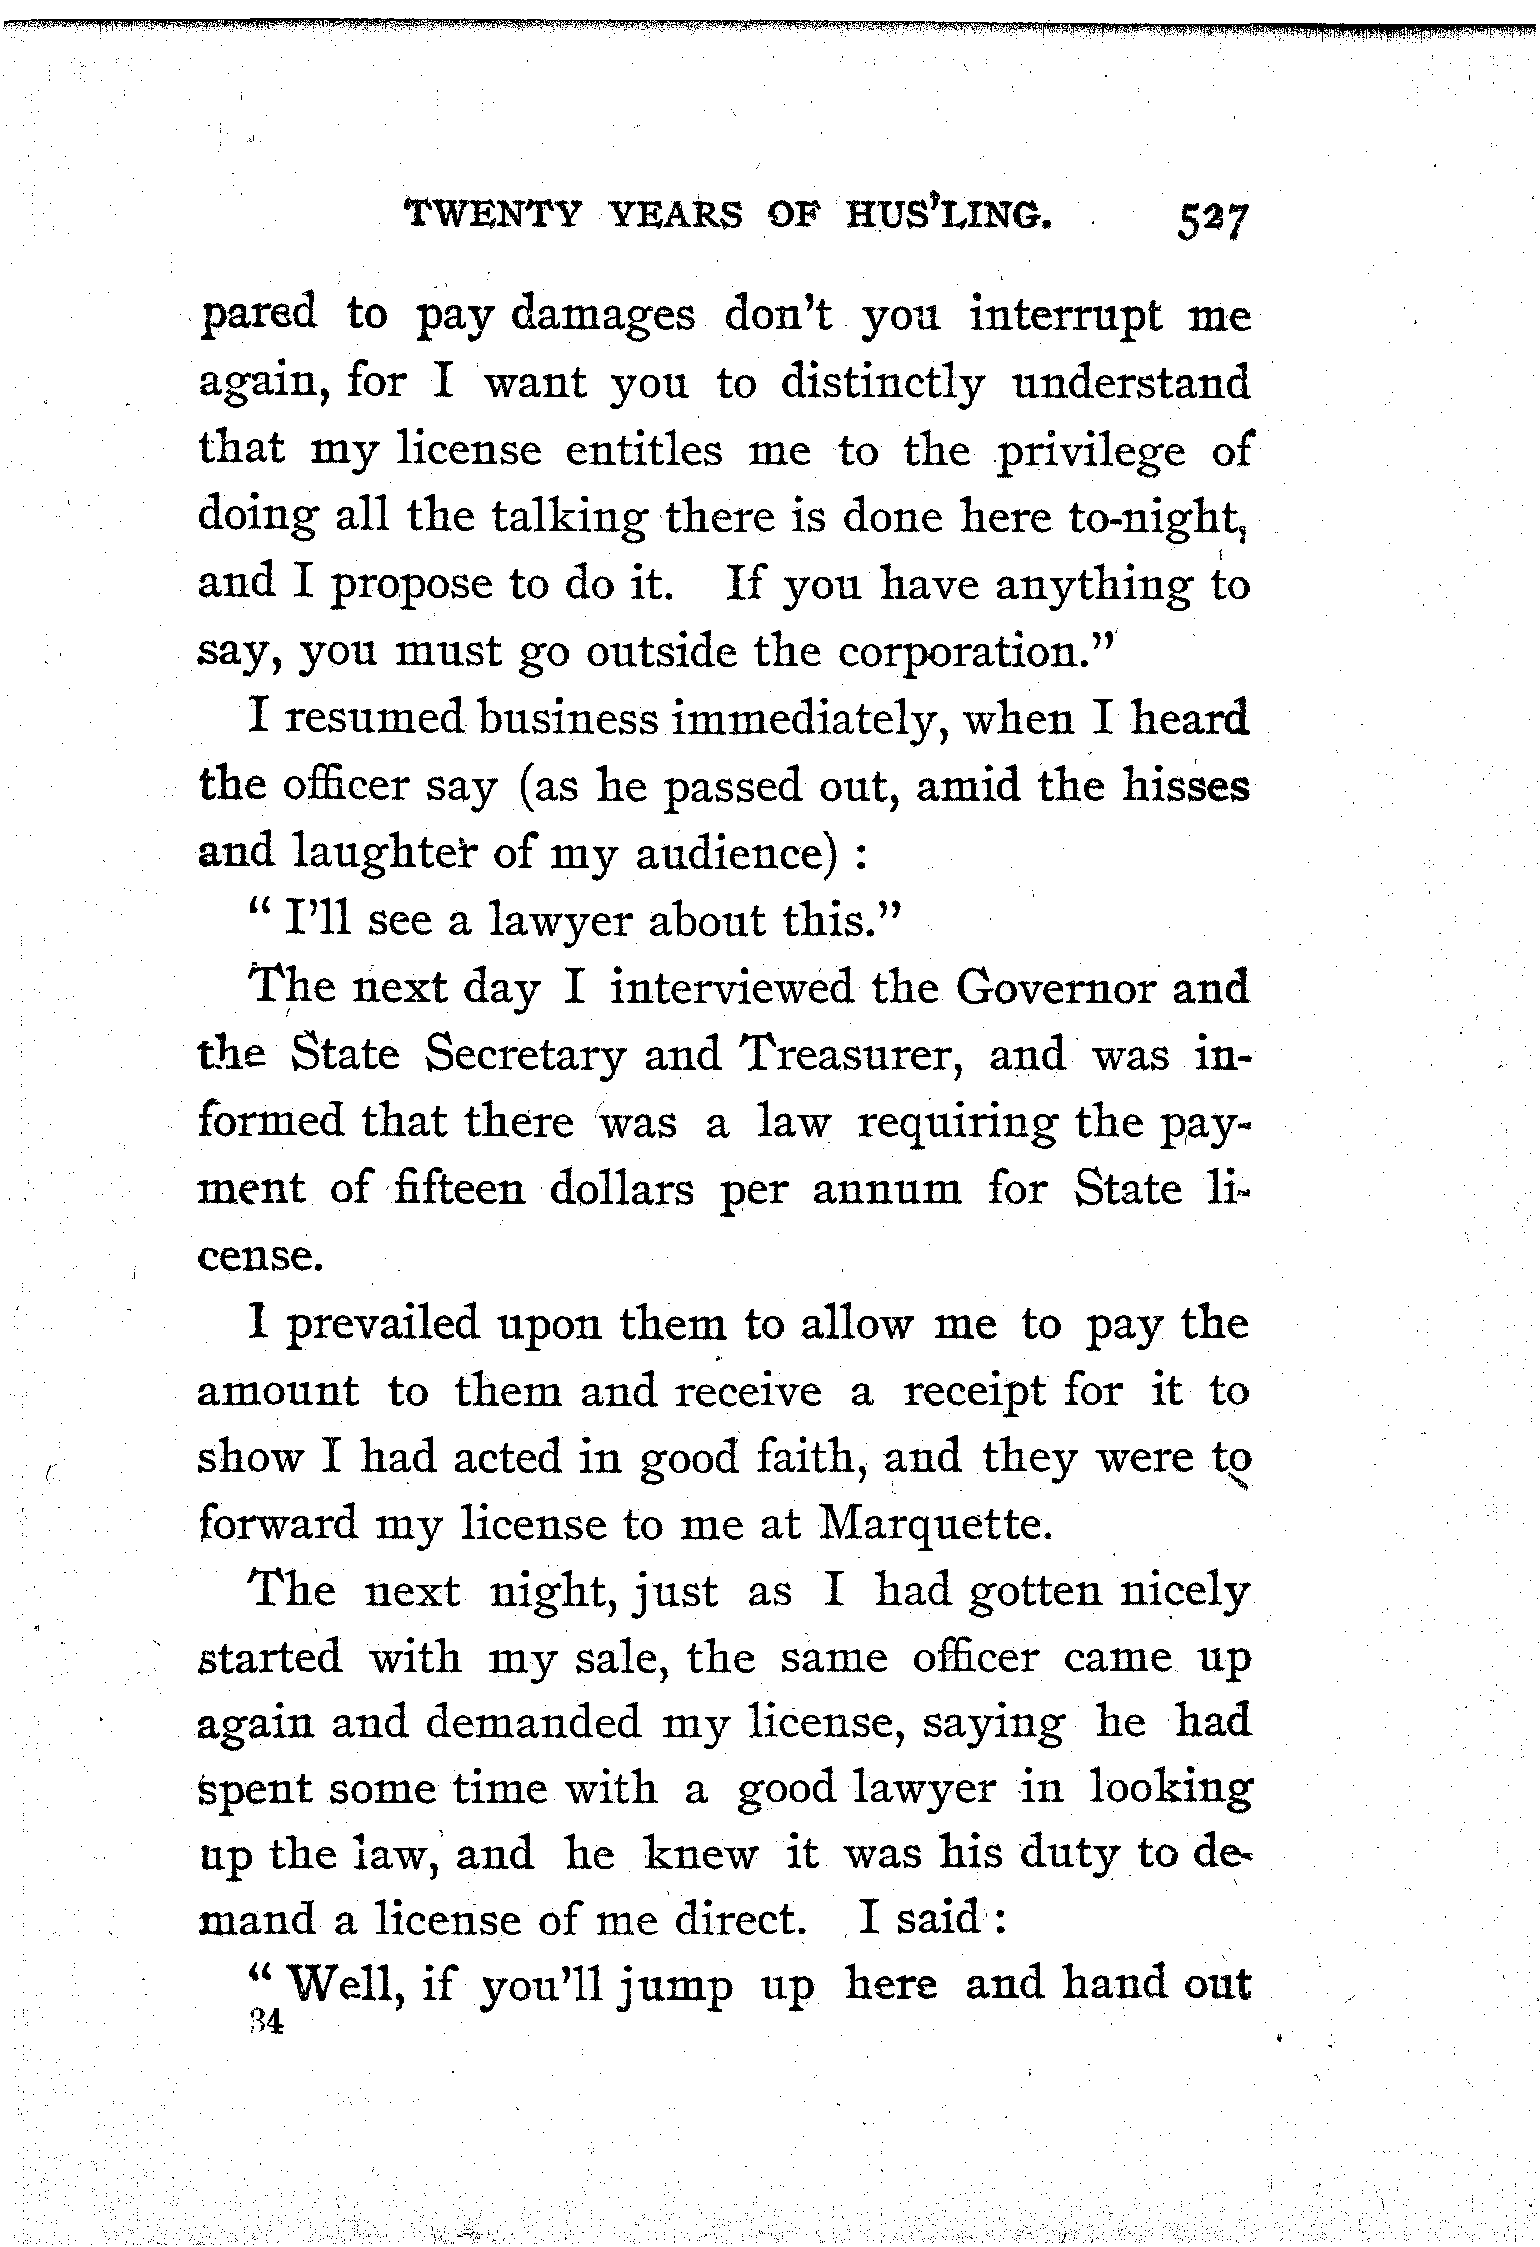 TWENTY YEARS OF HUS'LING. 527
pared to pay damages don't you interrupt me
again, for I want you to distinctly understand
that my license entitles me to the privilege of
doing all the talking there is done here to-night,
and I propose to do it. If you have anything to
say, you must go outside the corporation."
I resumed business immediately, when I heard
the officer say (as he passed out, amid the hisses
and laughter of my audience) :
" I'll see a lawyer about this."
The next day I interviewed the Governor and
the State Secretary and Treasurer, and was in-
formed that there was a law requiring the pay-
ment of fifteen dollars per annum for State li-
cense.
I prevailed upon them to allow me to pay the
amount to them and receive a receipt for it to
show I had acted in good faith, and they were to
forward my license to me at Marquette.
The next night, just as I had gotten nicely
started with my sale, the same officer came up
again and demanded my license, saying he had
spent some time with a good lawyer in looking
up the law, and he knew it was his duty to de-
mand a license of me direct. I said :
" Well, if you'll jump up here and hand out
34